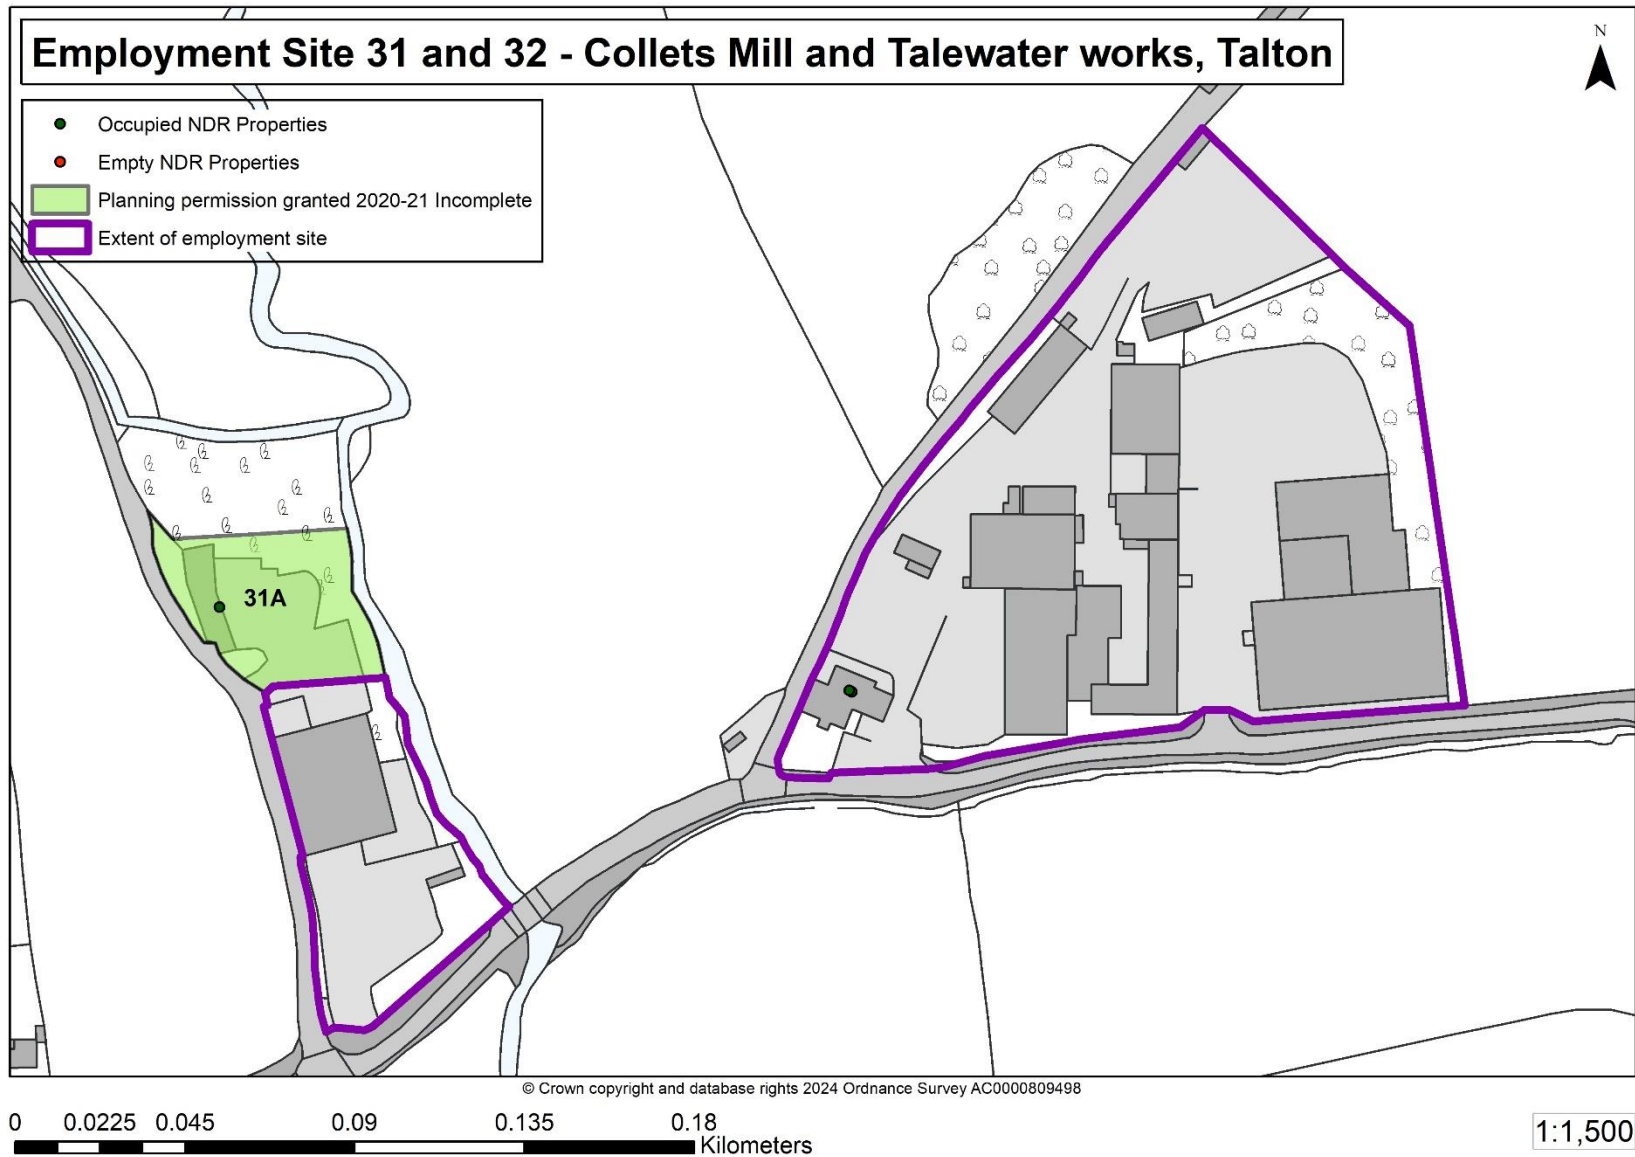 Employment Site 31 and 32 - Collets Mill and Talewater works, Talton
N
Occupied NDR Properties
Empty NDR Properties
Planning permission granted 2020-21 Incomplete
Extent of employment site
31A
© Crown copyright and database rights 2024 Ordnance Survey AC0000809498
0 0.0225 0.045 0.09 0.135 0.18
Kilometers
1:1,500